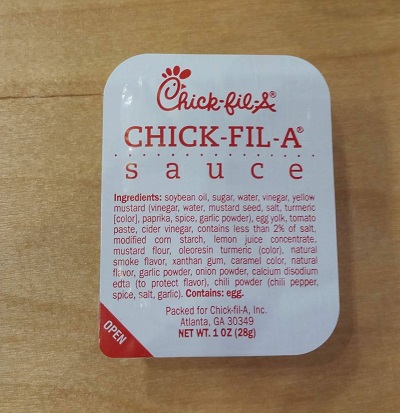 Chick-fil-A®
CHICK-FIL-A®
sauce
Ingredients: soybean oil, sugar, water, vinegar, yellow
mustard (vinegar, water, mustard seed, salt, turmeric
[color], paprika, spice, garlic powder), egg yolk, tomato
paste, cider vinegar, contains less than 2% of salt,
modified corn starch, lemon juice concentrate,
mustard flour, oleoresin turmeric (color), natural
smoke flavor, xanthan gum, caramel color, natural
flavor, garlic powder, onion powder, calcium disodium
edta (to protect flavor), chili powder (chili pepper,
spice, salt, garlic). Contains: egg.
Packed for Chick-fil-A, Inc.
Atlanta, GA 30349
NET WT. 1 OZ (28g)
OPEN